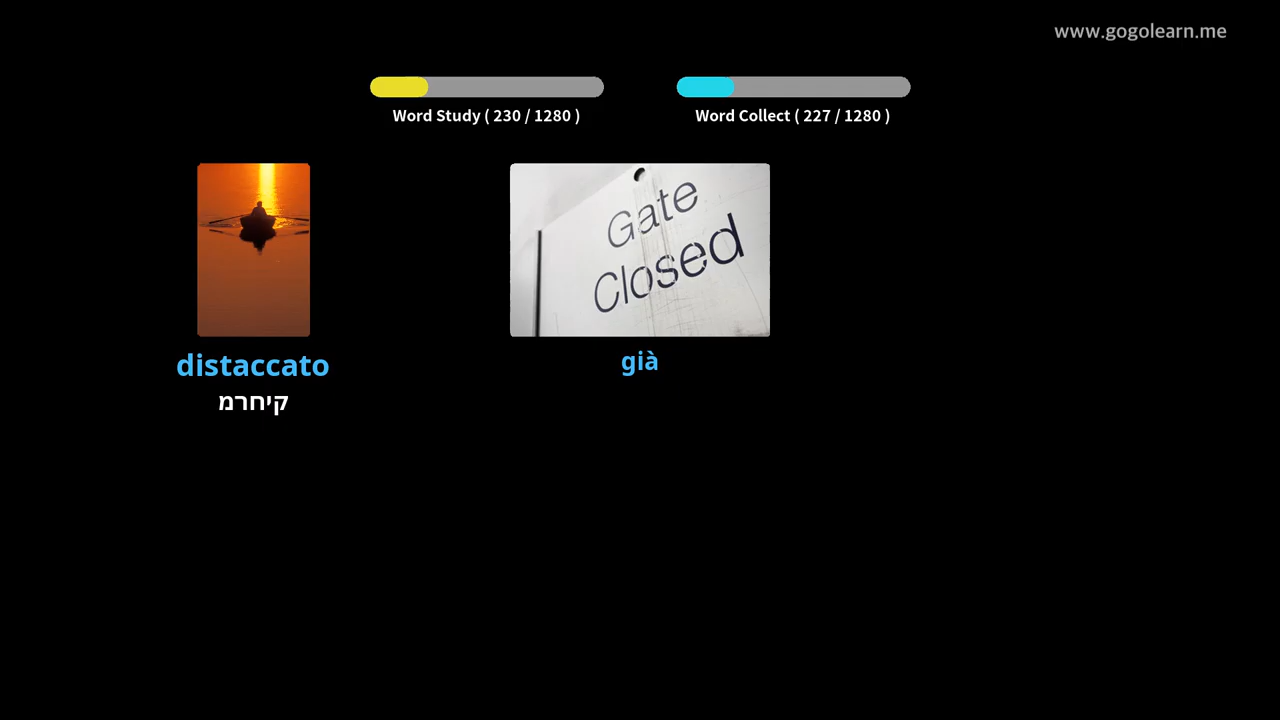 www.gogolearn.me
Word Study ( 230 / 1280 )
Word Collect ( 227 / 1280 )
Gate
Closed
distaccato
קיחרמ
già